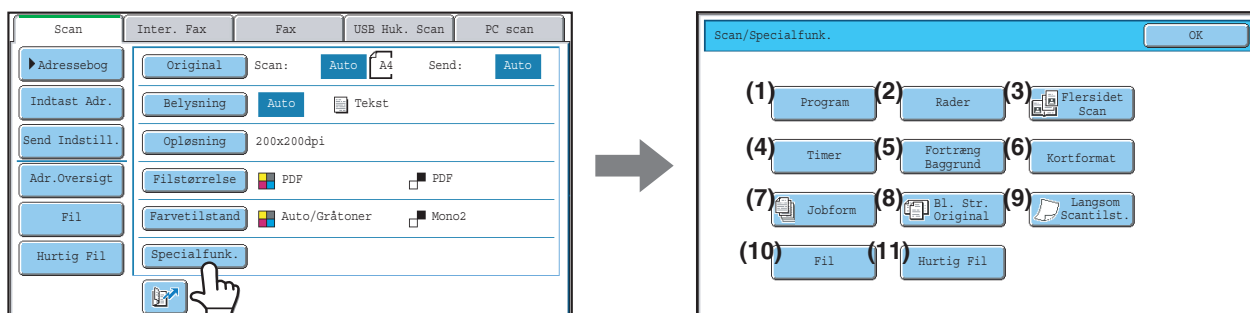 Scan Inter. Fax Fax USB Huk. Scan PC scan
Adressebog Original Scan: Auto A4 Send: Auto
Indtast Adr. Belysning Auto Tekst
Send Indstill. Opløsning 200x200dpi
Adr.Oversigt Filstørrelse PDF PDF
Fil Farvetilstand Auto/Gråtoner Mono2
Hurtig Fil Specialfunk.
Scan/Specialfunk. OK
(1) Program (2) Rader (3) Flersidet
Scan
(4) Timer (5) Fortræng
Baggrund (6) Kortformat
(7) Jobform (8) Bl. Str.
Original (9) Langsom
Scantilst.
(10) Fil (11) Hurtig Fil